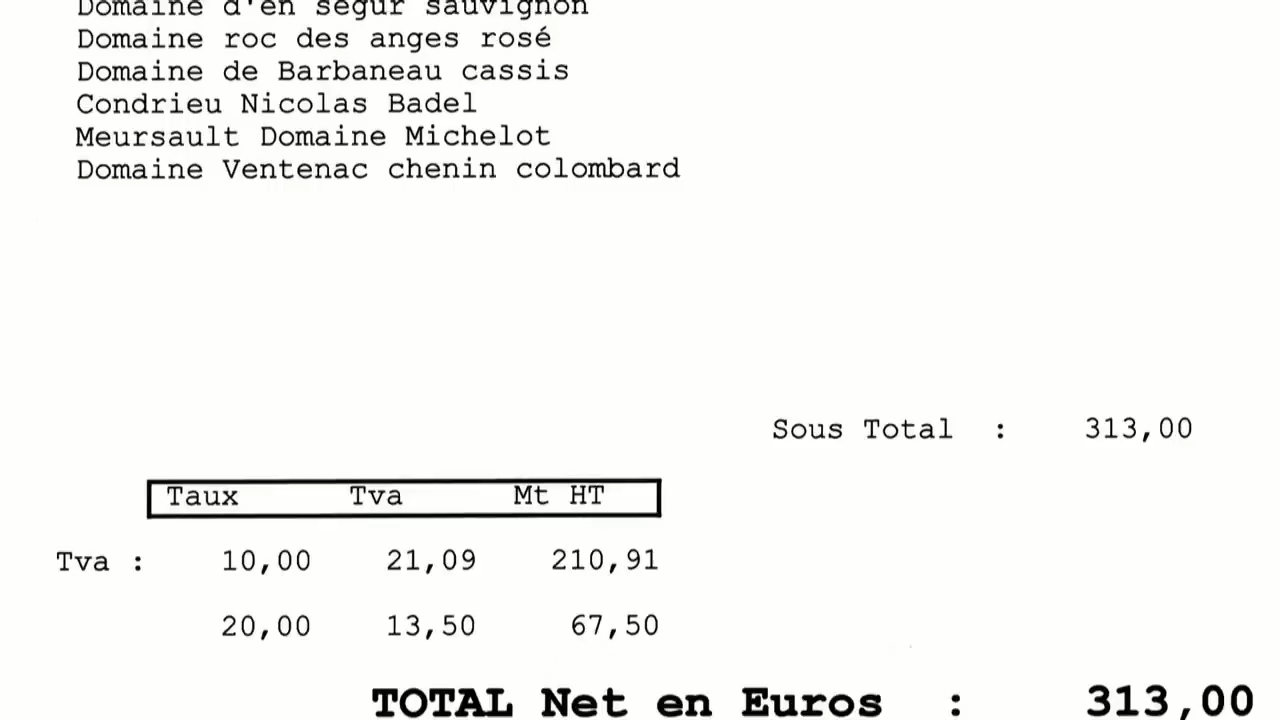 Domaine d'en ségur sauvignon
Domaine roc des anges rosé
Domaine de Barbaneau cassis
Condrieu Nicolas Badel
Meursault Domaine Michelot
Domaine Ventenac chenin colombard
Sous Total : 313,00
Taux Tva Mt HT
Tva : 10,00 21,09 210,91
20,00 13,50 67,50
TOTAL Net en Euros : 313,00